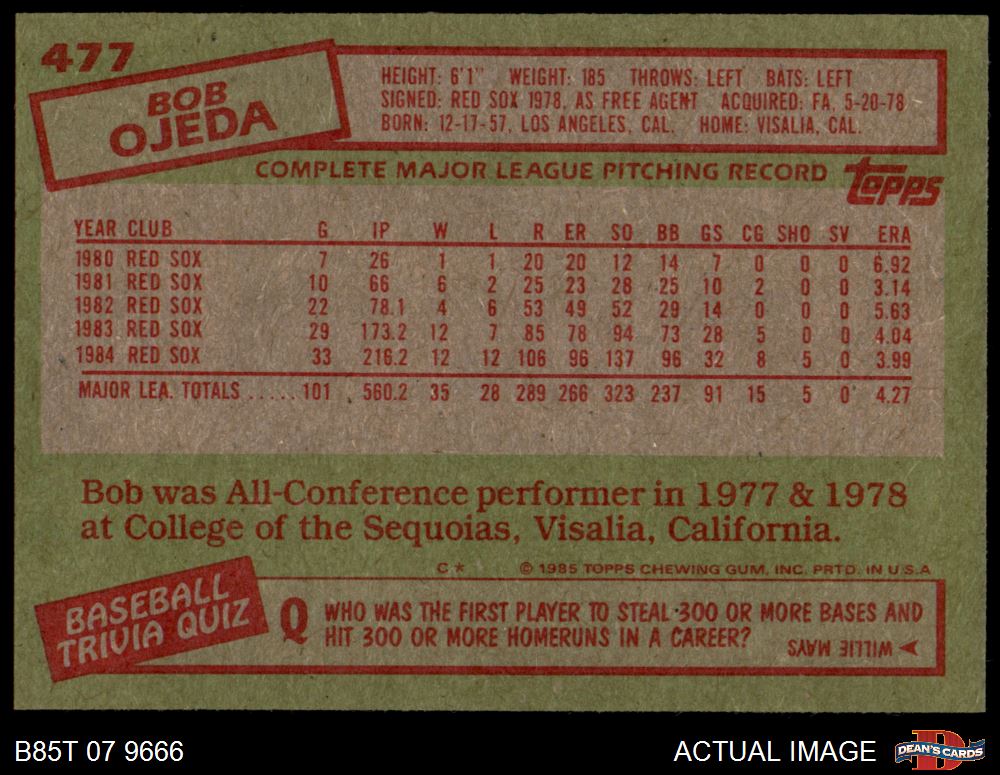 477
BOB
OJEDA
HEIGHT: 6'1" WEIGHT: 185 THROWS: LEFT BATS: LEFT
SIGNED: RED SOX 1978, AS FREE AGENT ACQUIRED: FA, 5-20-78
BORN: 12-17-57, LOS ANGELES, CAL. HOME: VISALIA, CAL.
COMPLETE MAJOR LEAGUE PITCHING RECORD
Topps
YEAR CLUB G IP W L R ER SO BB GS CG SHO SV ERA
1980 RED SOX 7 26 1 1 20 20 12 14 7 0 0 0 6.92
1981 RED SOX 10 66 6 2 25 23 28 25 10 2 0 0 3.14
1982 RED SOX 22 78.1 4 6 53 49 52 29 14 0 0 0 5.63
1983 RED SOX 29 173.2 12 7 85 78 94 73 28 5 0 0 4.04
1984 RED SOX 33 216.2 12 12 106 96 137 96 32 8 5 0 3.99
MAJOR LEA. TOTALS ..... 101 560.2 35 28 289 266 323 237 91 15 5 0 4.27
Bob was All-Conference performer in 1977 & 1978
at College of the Sequoias, Visalia, California.
C* © 1985 TOPPS CHEWING GUM, INC. PRTD. IN U.S.A
BASEBALL
TRIVIA QUIZ
Q WHO WAS THE FIRST PLAYER TO STEAL 300 OR MORE BASES AND
HIT 300 OR MORE HOMERUNS IN A CAREER?
WILLIE MAYS
B85T 07 9666
ACTUAL IMAGE
D
DEAN'S CARDS